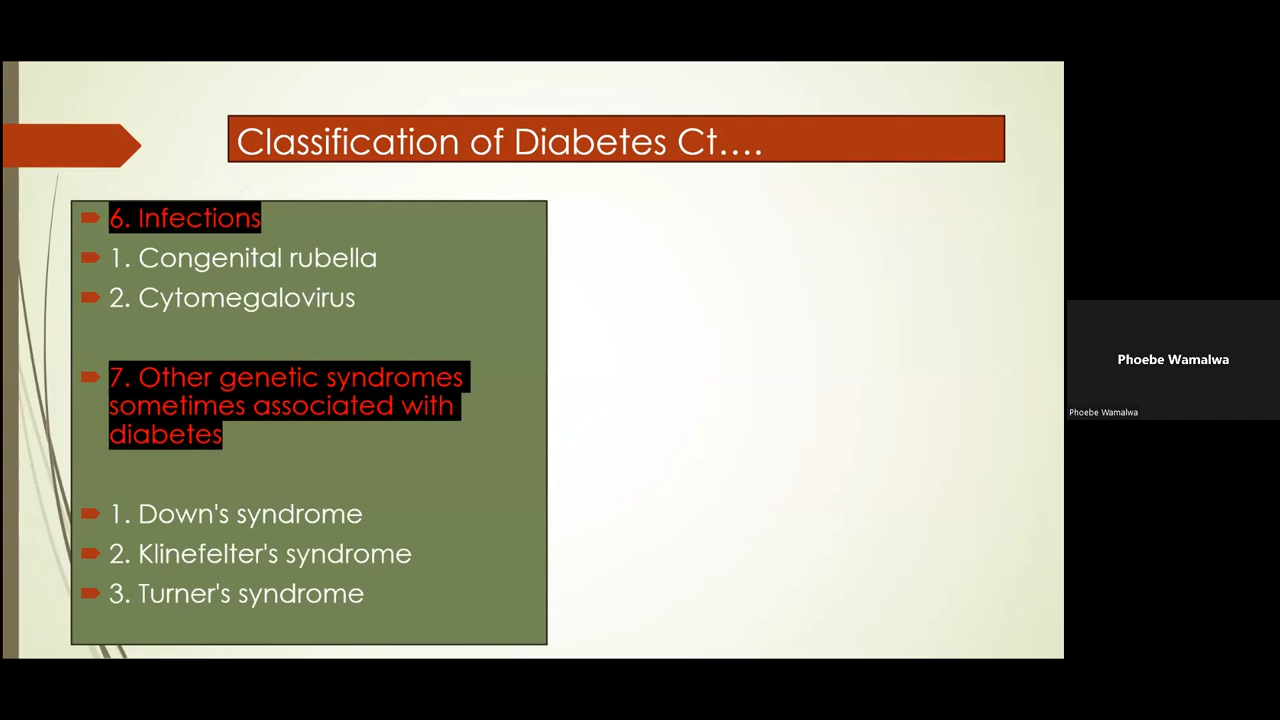 Classification of Diabetes Ct....
6. Infections
1. Congenital rubella
2. Cytomegalovirus
7. Other genetic syndromes
sometimes associated with
diabetes
1. Down's syndrome
2. Klinefelter's syndrome
3. Turner's syndrome
Phoebe Wamalwa
Phoebe Wamalwa